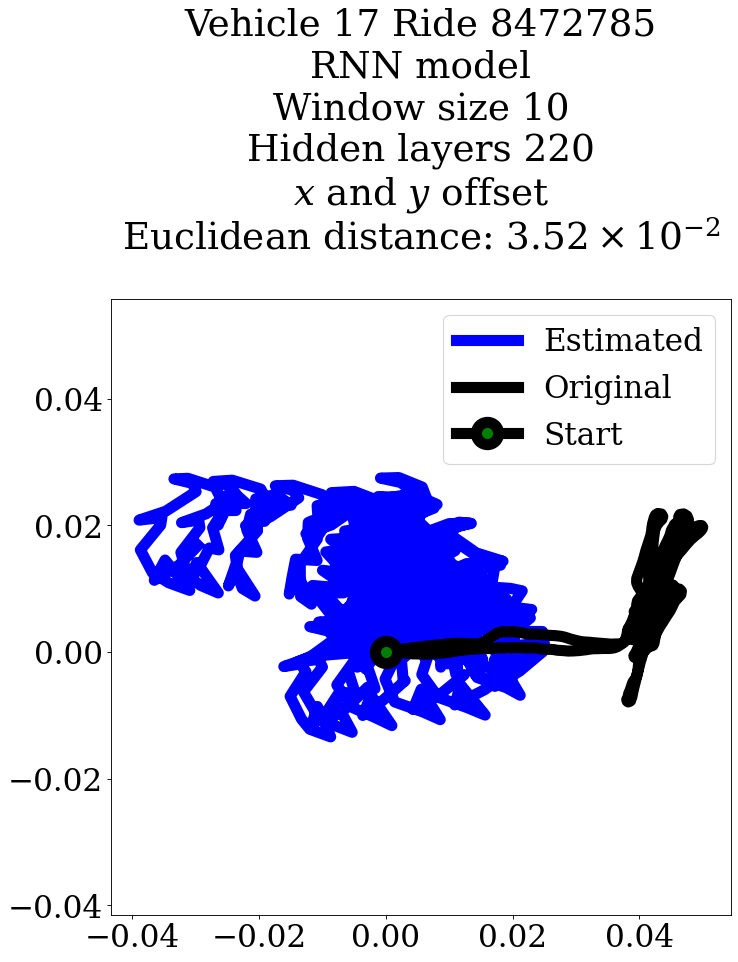 Vehicle 17 Ride 8472785
RNN model
Window size 10
Hidden layers 220
x and y offset
Euclidean distance: 3.52 × 10⁻²
Estimated
Original
Start
0.04
0.02
0.00
−0.02
−0.04
−0.04 −0.02 0.00 0.02 0.04